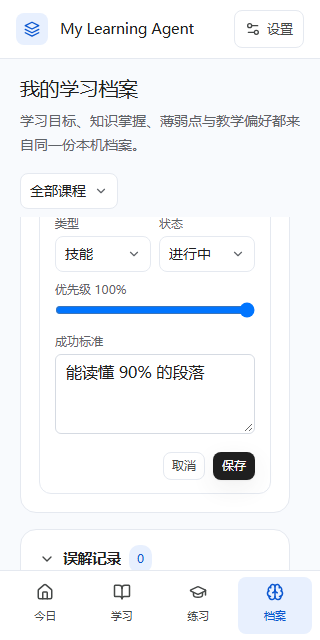 My Learning Agent
设置
我的学习档案
学习目标、知识掌握、薄弱点与教学偏好都来
自同一份本机档案。
全部课程
类型 状态
技能 进行中
优先级 100%
成功标准
能读懂 90% 的段落
取消 保存
误解记录 0
今日 学习 练习 档案